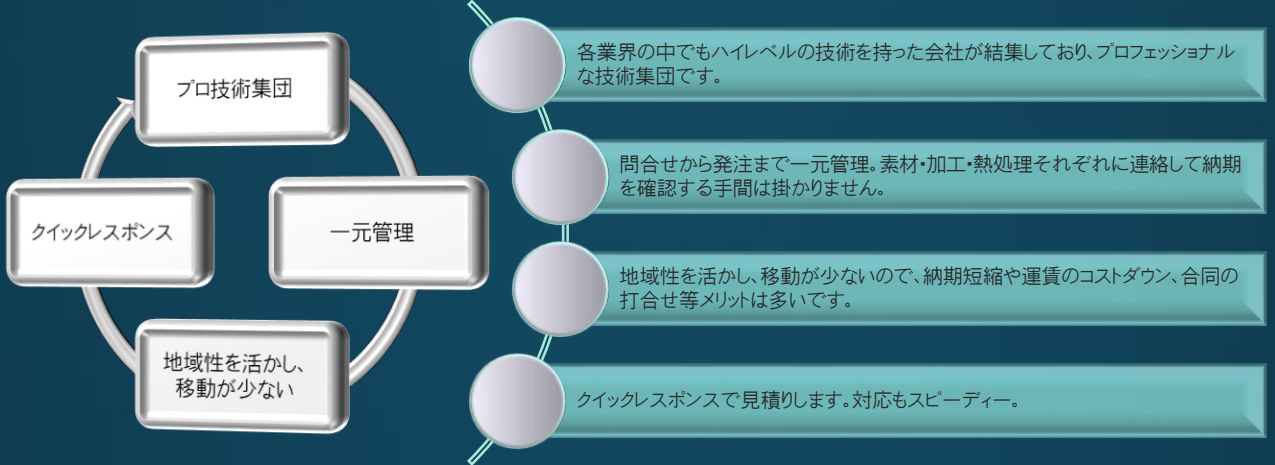 プロ技術集団
一元管理
地域性を活かし、
移動が少ない
クイックレスポンス
各業界の中でもハイレベルの技術を持った会社が結集しており、プロフェッショナル
な技術集団です。
問合せから発注まで一元管理。素材・加工・熱処理それぞれに連絡して納期
を確認する手間は掛かりません。
地域性を活かし、移動が少ないので、納期短縮や運賃のコストダウン、合同の
打合せ等メリットは多いです。
クイックレスポンスで見積りします。対応もスピーディー。